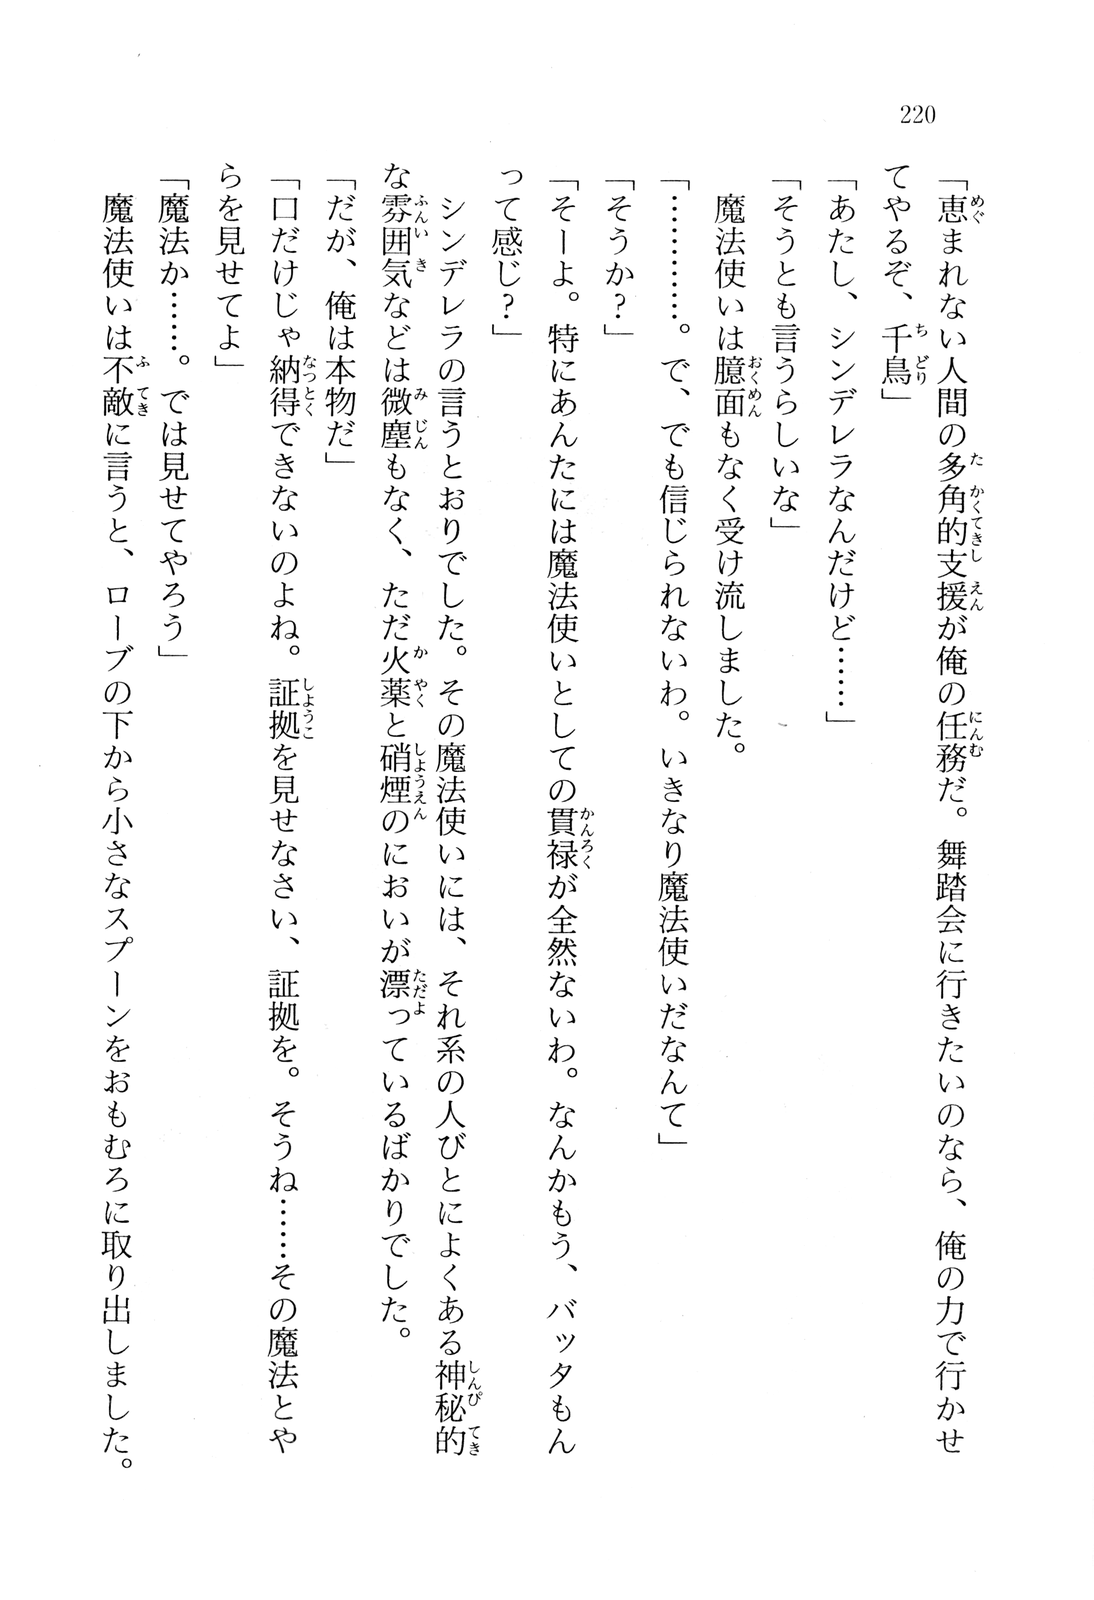 220
「恵まれない人間の多角的支援が俺の任務だ。舞踏会に行きたいのなら、俺の力で行かせ
てやるぞ、千鳥」
「あたし、シンデレラなんだけど……」
「そうとも言うらしいな」
　魔法使いは臆面もなく受け流しました。
「…………。で、でも信じられないわ。いきなり魔法使いだなんて」
「そうか？」
「そーよ。特にあんたには魔法使いとしての貫禄が全然ないわ。なんかもう、バッタもん
って感じ？」
　シンデレラの言うとおりでした。その魔法使いには、それ系の人びとによくある神秘的
な雰囲気などは微塵もなく、ただ火薬と硝煙のにおいが漂っているばかりでした。
「だが、俺は本物だ」
「口だけじゃ納得できないのよね。証拠を見せなさい、証拠を。そうね……その魔法とや
らを見せてよ」
「魔法か……。では見せてやろう」
　魔法使いは不敵に言うと、ローブの下から小さなスプーンをおもむろに取り出しました。